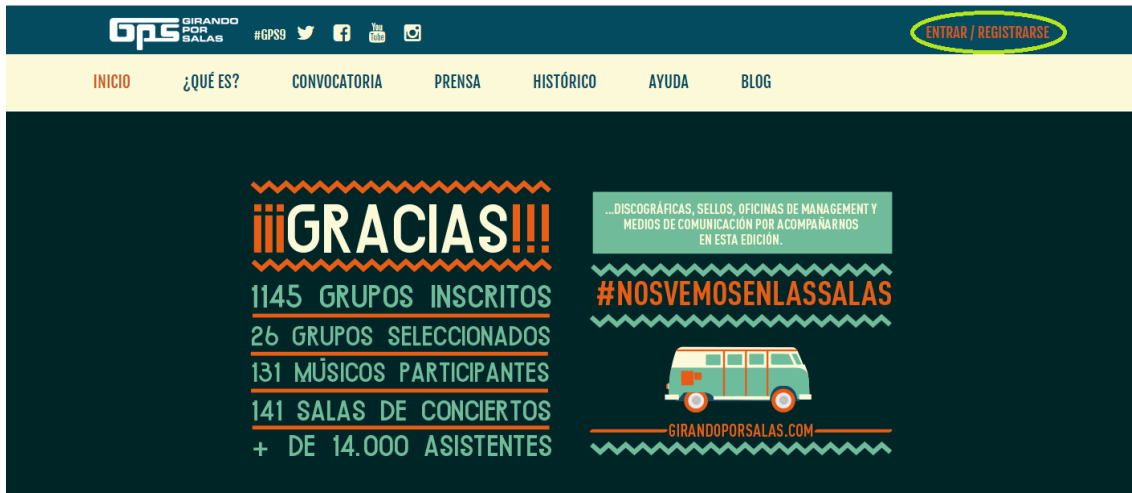 Gps GIRANDO
POR
SALAS
#GPS9
You
Tube
ENTRAR / REGISTRARSE
INICIO
¿QUÉ ES?
CONVOCATORIA
PRENSA
HISTÓRICO
AYUDA
BLOG
¡¡¡GRACIAS!!!
1145 GRUPOS INSCRITOS
26 GRUPOS SELECCIONADOS
131 MÚSICOS PARTICIPANTES
141 SALAS DE CONCIERTOS
+ DE 14.000 ASISTENTES
...DISCOGRÁFICAS, SELLOS, OFICINAS DE MANAGEMENT Y
MEDIOS DE COMUNICACIÓN POR ACOMPAÑARNOS
EN ESTA EDICIÓN.
#NOSVEMOSENLASSALAS
GIRANDOPORSALAS.COM